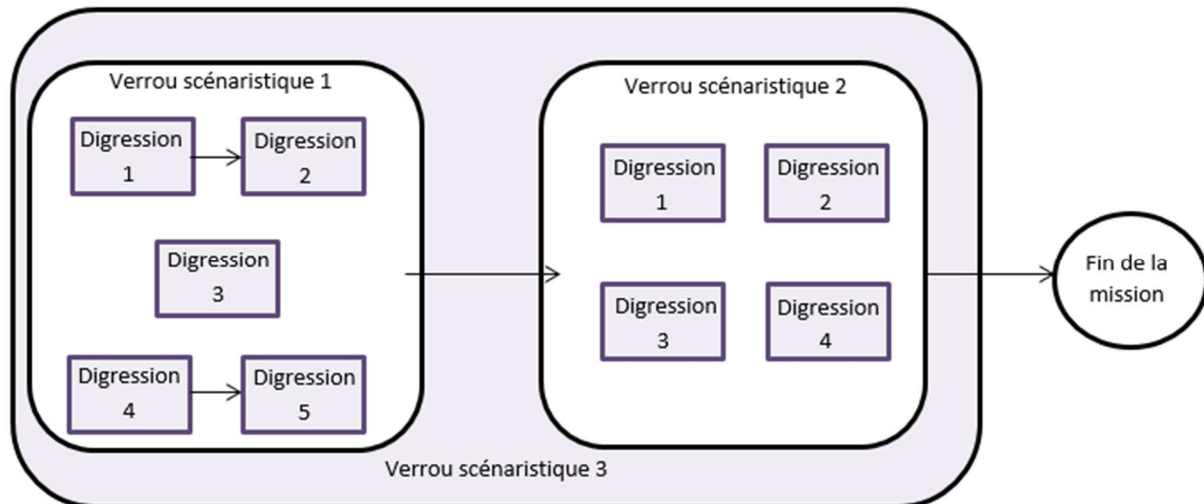 Verrou scénaristique 1
Digression
1
Digression
2
Digression
3
Digression
4
Digression
5
Verrou scénaristique 2
Digression
1
Digression
2
Digression
3
Digression
4
Verrou scénaristique 3
Fin de la
mission